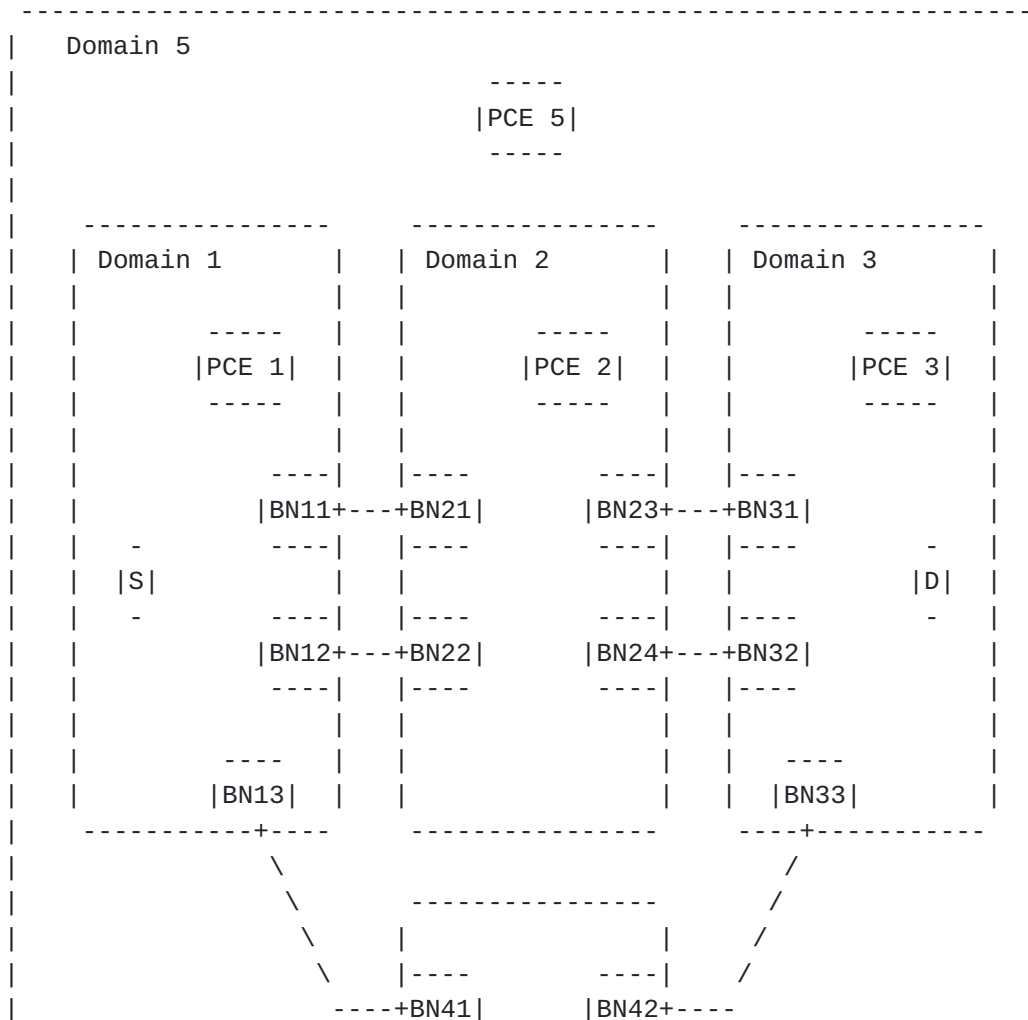 Domain 5
PCE 5
Domain 1 Domain 2 Domain 3
PCE 1 PCE 2 PCE 3
BN11 BN21 BN23 BN31
S D
BN12 BN22 BN24 BN32
BN13 BN33
BN41 BN42